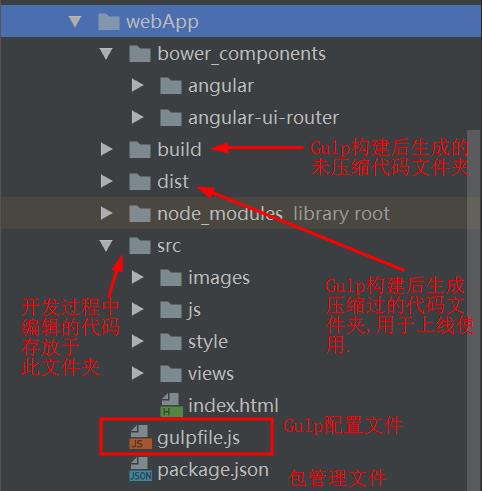 webApp
bower_components
angular
angular-ui-router
build
Gulp构建后生成的
未压缩代码文件夹
dist
node_modules library root
src
images
Gulp构建后生成
压缩过的代码文
件夹,用于上线使
用.
开发过程中
编辑的代码
存放于
此文件夹
js
style
views
index.html
H
gulpfile.js
JS
Gulp配置文件
package.json
JSON
包管理文件